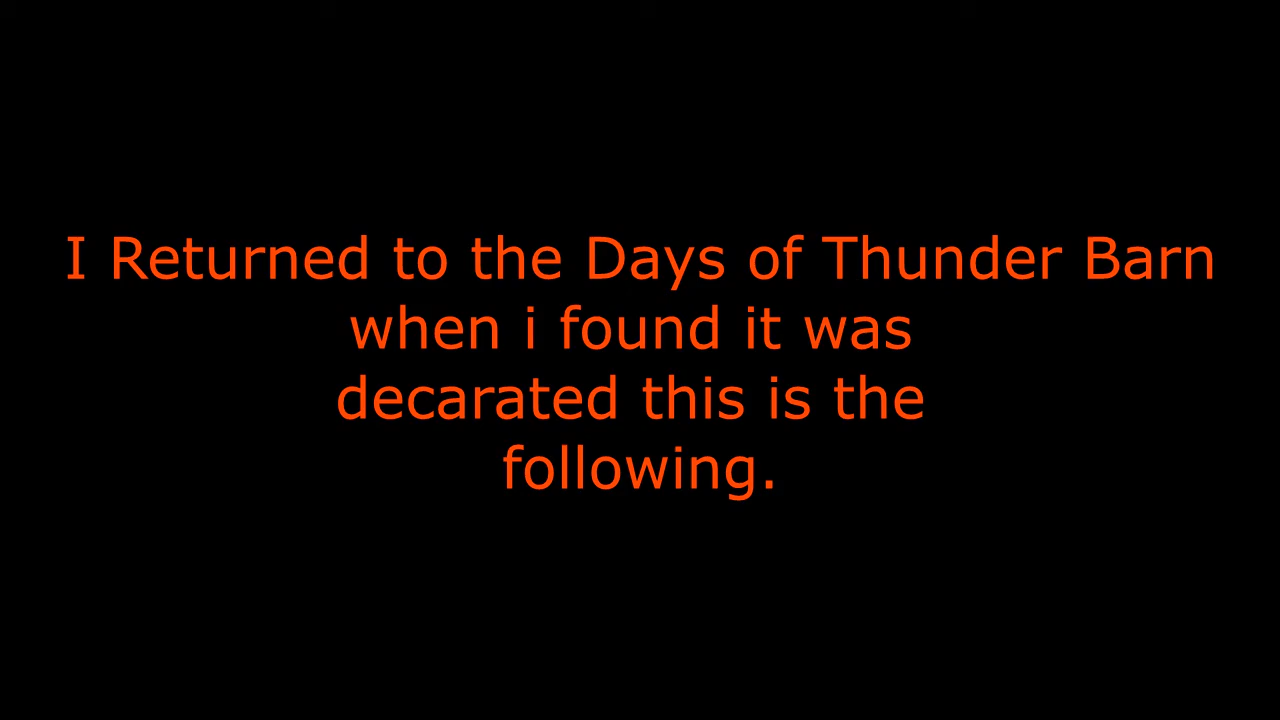 I Returned to the Days of Thunder Barn
when i found it was
decarated this is the
following.